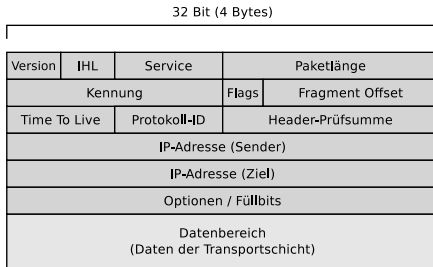 32 Bit (4 Bytes)
Version IHL Service Paketlänge
Kennung Flags Fragment Offset
Time To Live Protokoll-ID Header-Prüfsumme
IP-Adresse (Sender)
IP-Adresse (Ziel)
Optionen / Füllbits
Datenbereich
(Daten der Transportschicht)